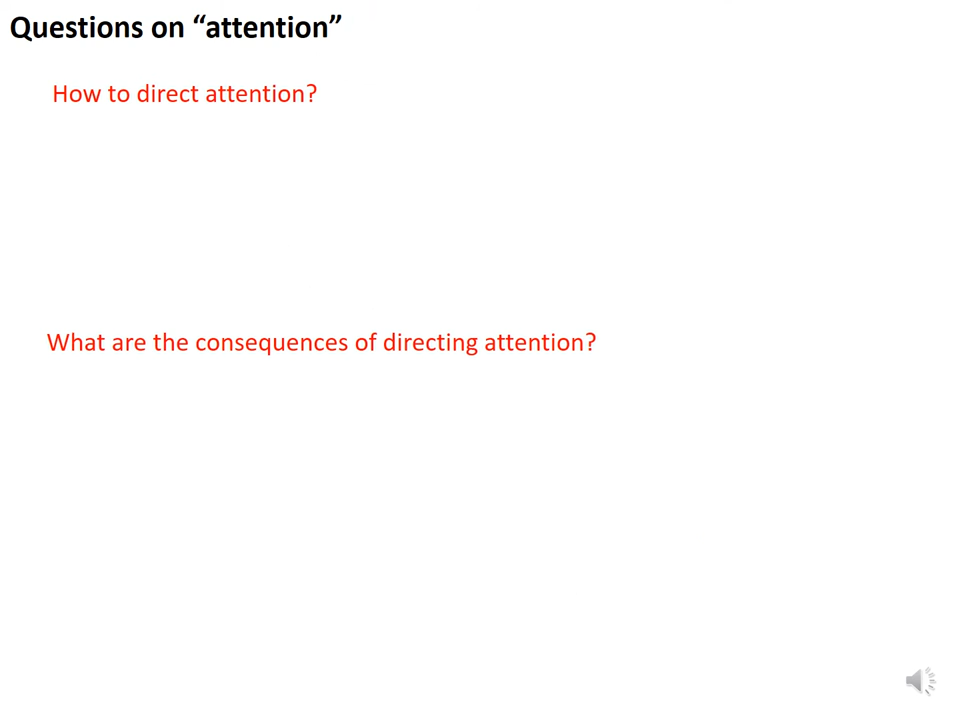 Questions on “attention”
How to direct attention?
What are the consequences of directing attention?